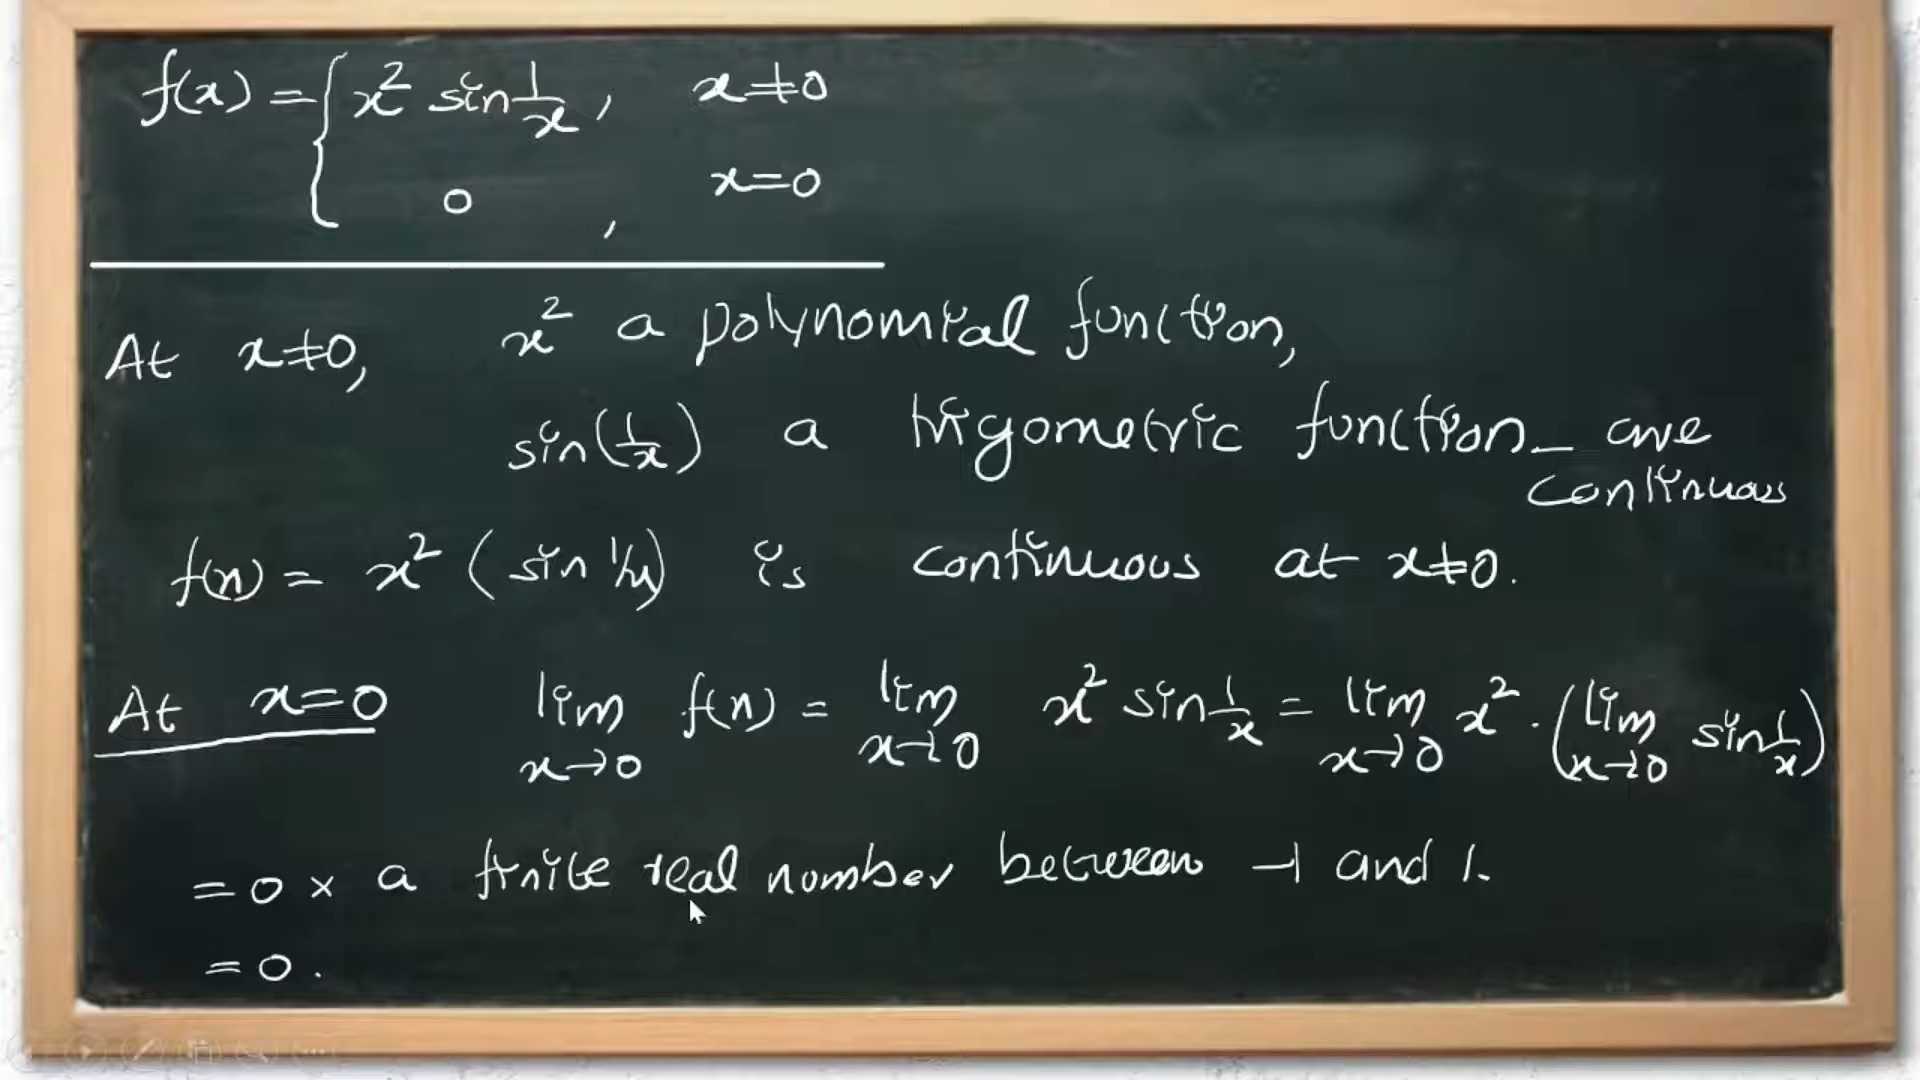 f(x) = { x² sin 1/x , x≠0
0 , x=0
At x≠0, x² a polynomial function,
sin(1/x) a trigometric function are
continuous
f(x) = x² (sin 1/x) is continuous at x≠0.
At x=0 lim x→0 f(x) = lim x→0 x² sin 1/x = lim x→0 x² . (lim x→0 sin 1/x)
= 0 × a finite real number between -1 and 1.
= 0 .